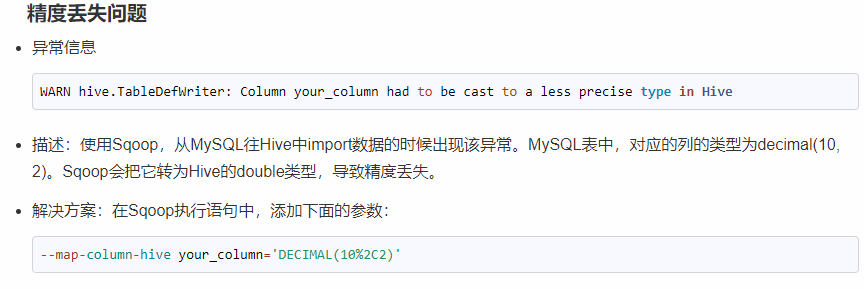 精度丢失问题
异常信息
WARN hive.TableDefWriter: Column your_column had to be cast to a less precise type in Hive
描述：使用Sqoop，从MySQL往Hive中import数据的时候出现该异常。MySQL表中，对应的列的类型为decimal(10,
2)。Sqoop会把它转为Hive的double类型，导致精度丢失。
解决方案：在Sqoop执行语句中，添加下面的参数：
--map-column-hive your_column='DECIMAL(10%2C2)'